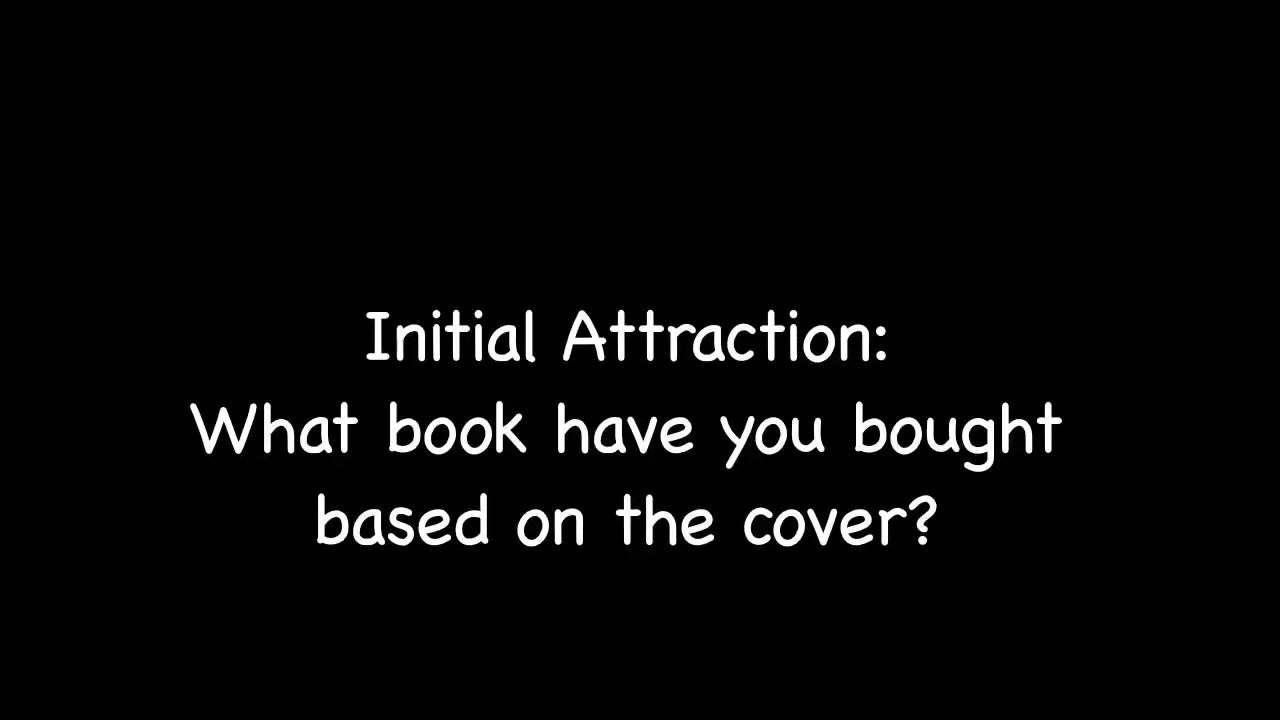 Initial Attraction:
What book have you bought
based on the cover?